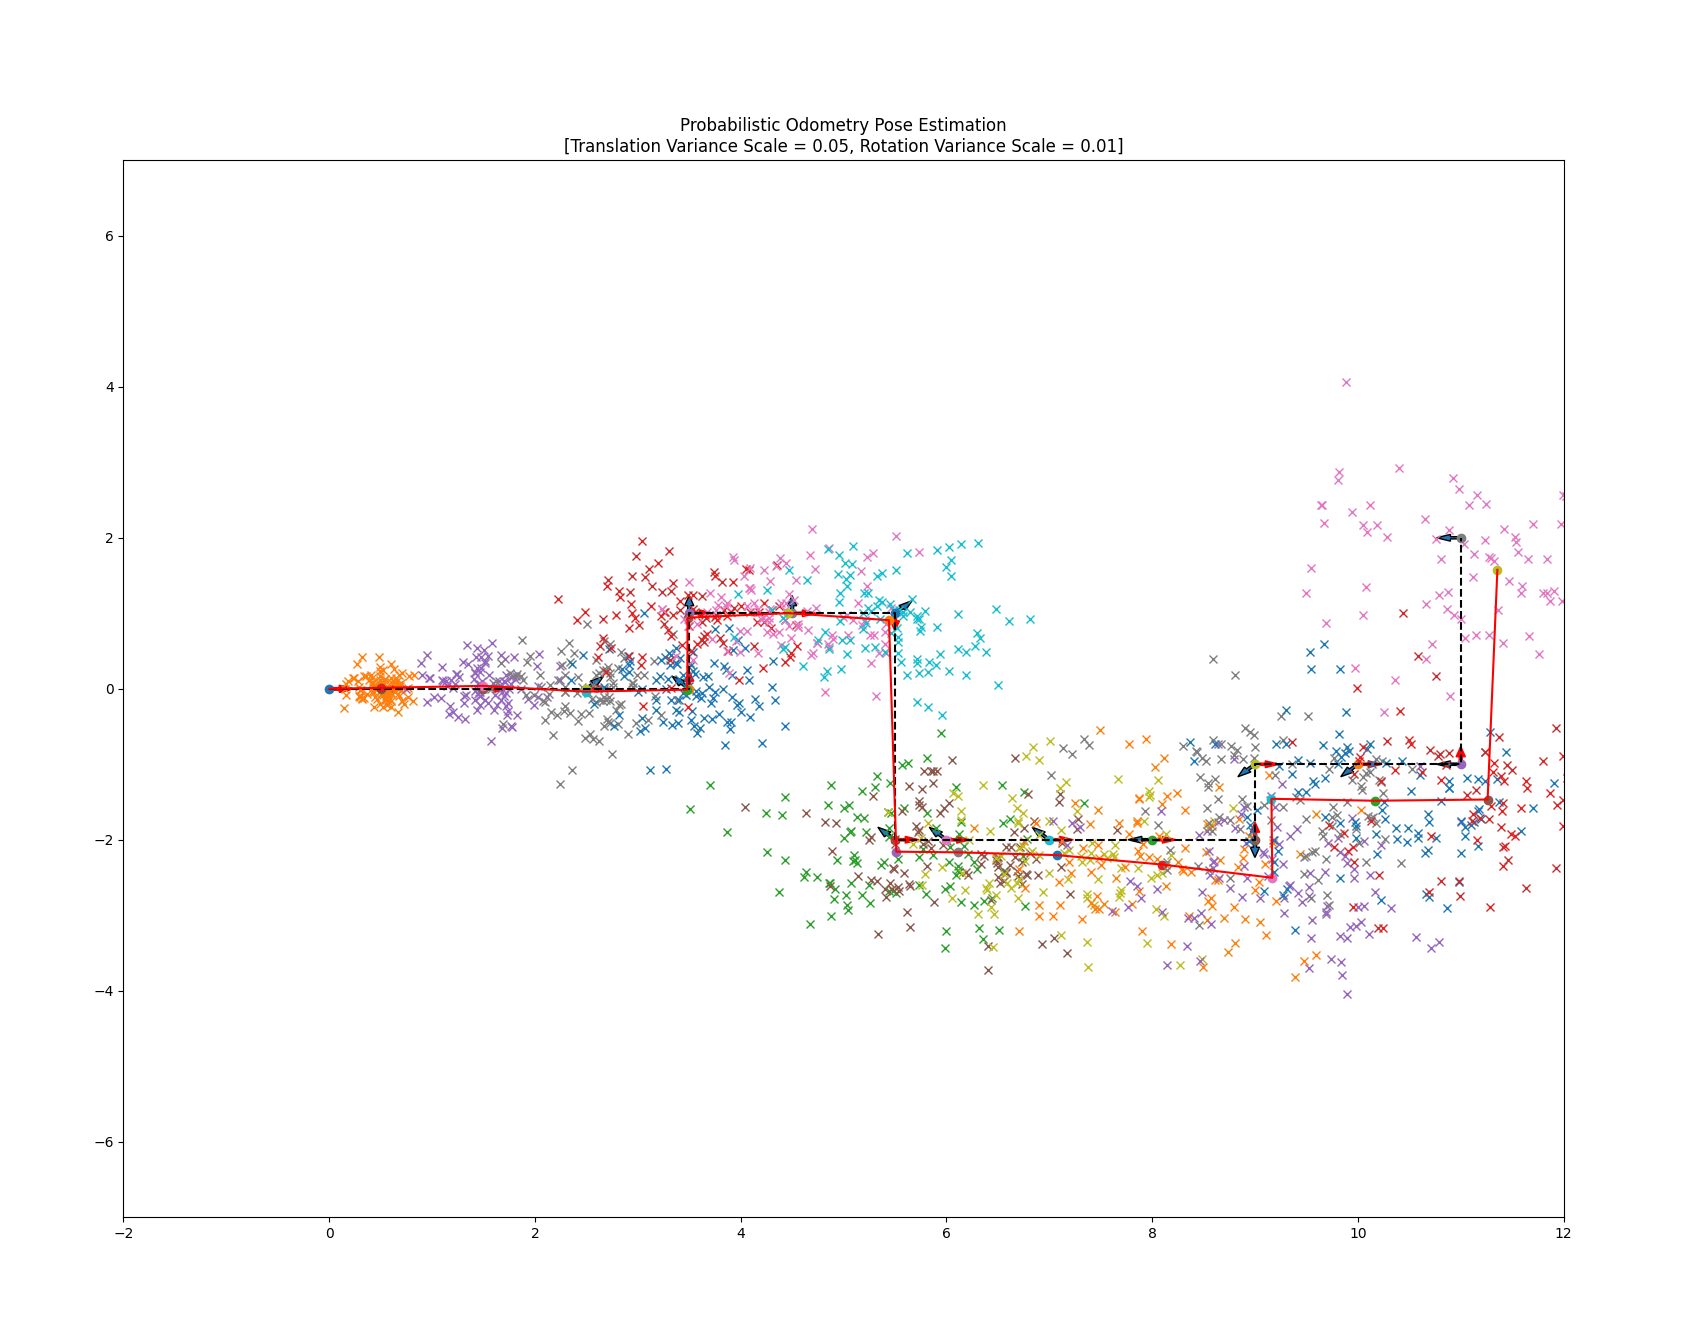 Probabilistic Odometry Pose Estimation
[Translation Variance Scale = 0.05, Rotation Variance Scale = 0.01]
6
4
2
0
−2
−4
−6
−2 0 2 4 6 8 10 12